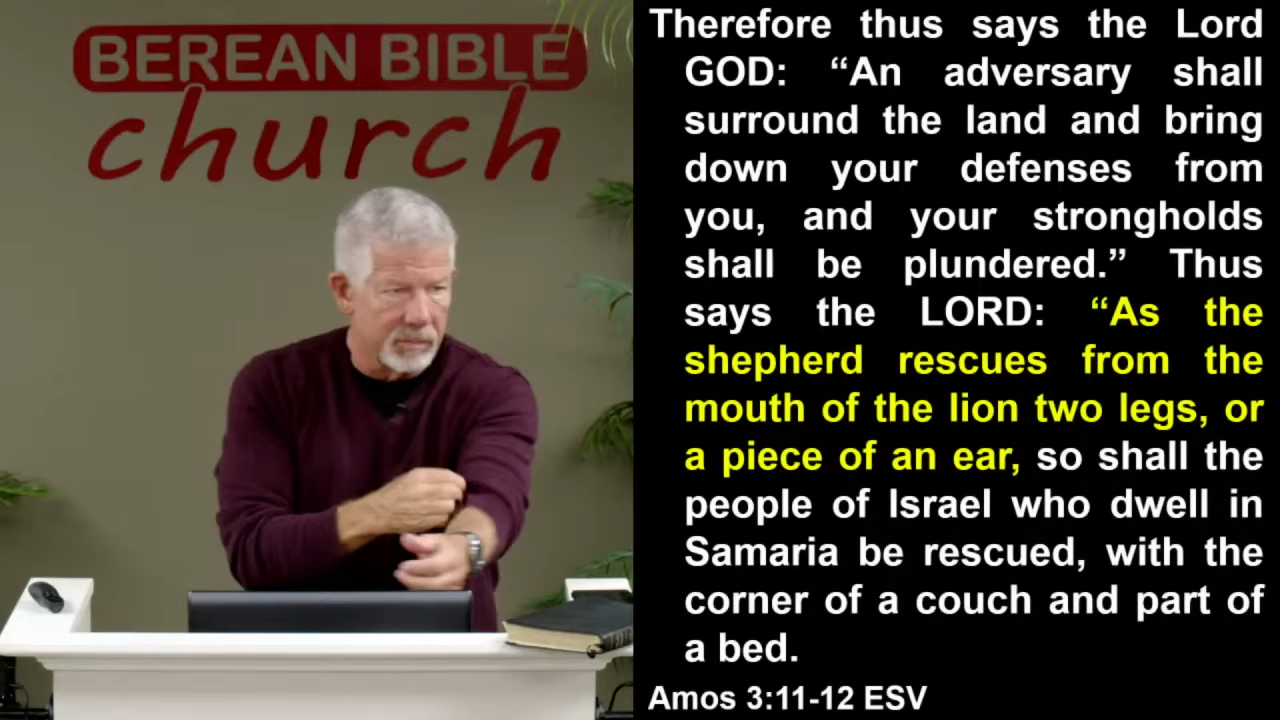 BEREAN BIBLE
church
Therefore thus says the Lord
GOD: “An adversary shall
surround the land and bring
down your defenses from
you, and your strongholds
shall be plundered.” Thus
says the LORD: “As the
shepherd rescues from the
mouth of the lion two legs, or
a piece of an ear, so shall the
people of Israel who dwell in
Samaria be rescued, with the
corner of a couch and part of
a bed.
Amos 3:11-12 ESV